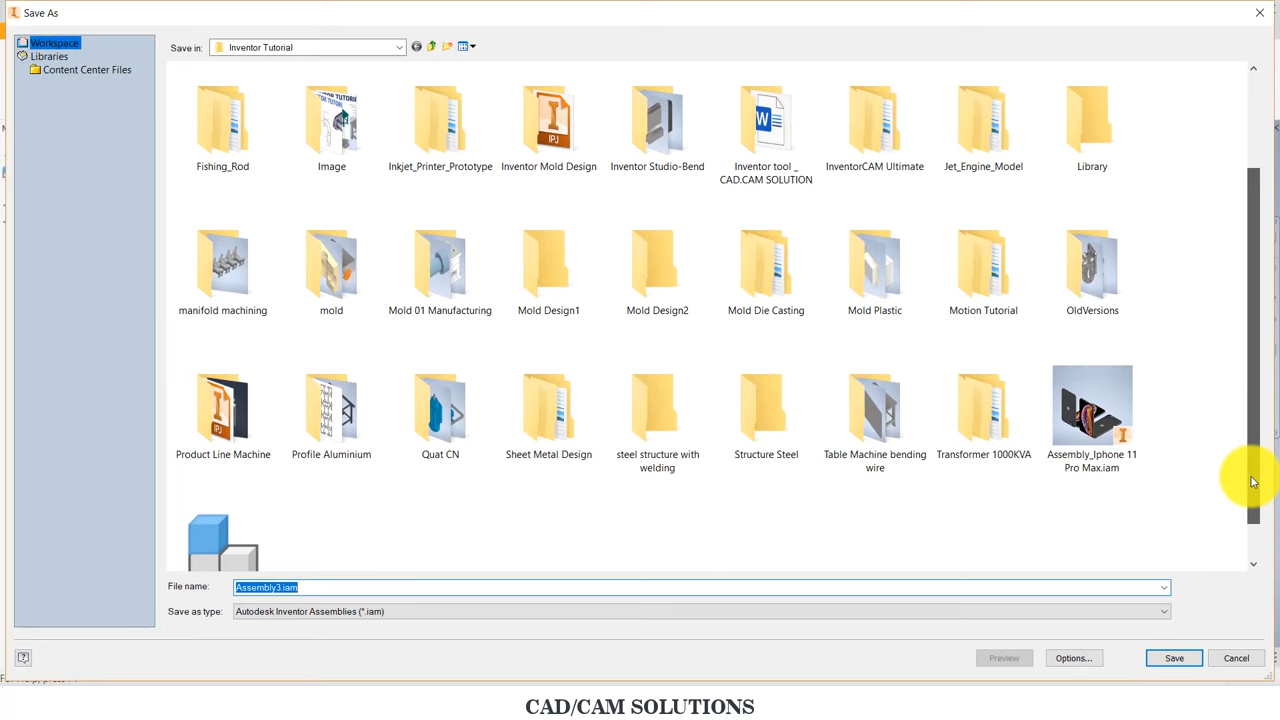 Save As
Workspace
Libraries
Content Center Files
Save in:
Inventor Tutorial
Fishing_Rod
Image
Inkjet_Printer_Prototype
Inventor Mold Design
Inventor Studio-Bend
Inventor tool _
CAD.CAM SOLUTION
InventorCAM Ultimate
Jet_Engine_Model
Library
manifold machining
mold
Mold 01 Manufacturing
Mold Design1
Mold Design2
Mold Die Casting
Mold Plastic
Motion Tutorial
OldVersions
Product Line Machine
Profile Aluminium
Quat CN
Sheet Metal Design
steel structure with
welding
Structure Steel
Table Machine bending
wire
Transformer 1000KVA
Assembly_Iphone 11
Pro Max.iam
File name:
Assembly3.iam
Save as type:
Autodesk Inventor Assemblies (*.iam)
Preview
Options...
Save
Cancel
CAD/CAM SOLUTIONS